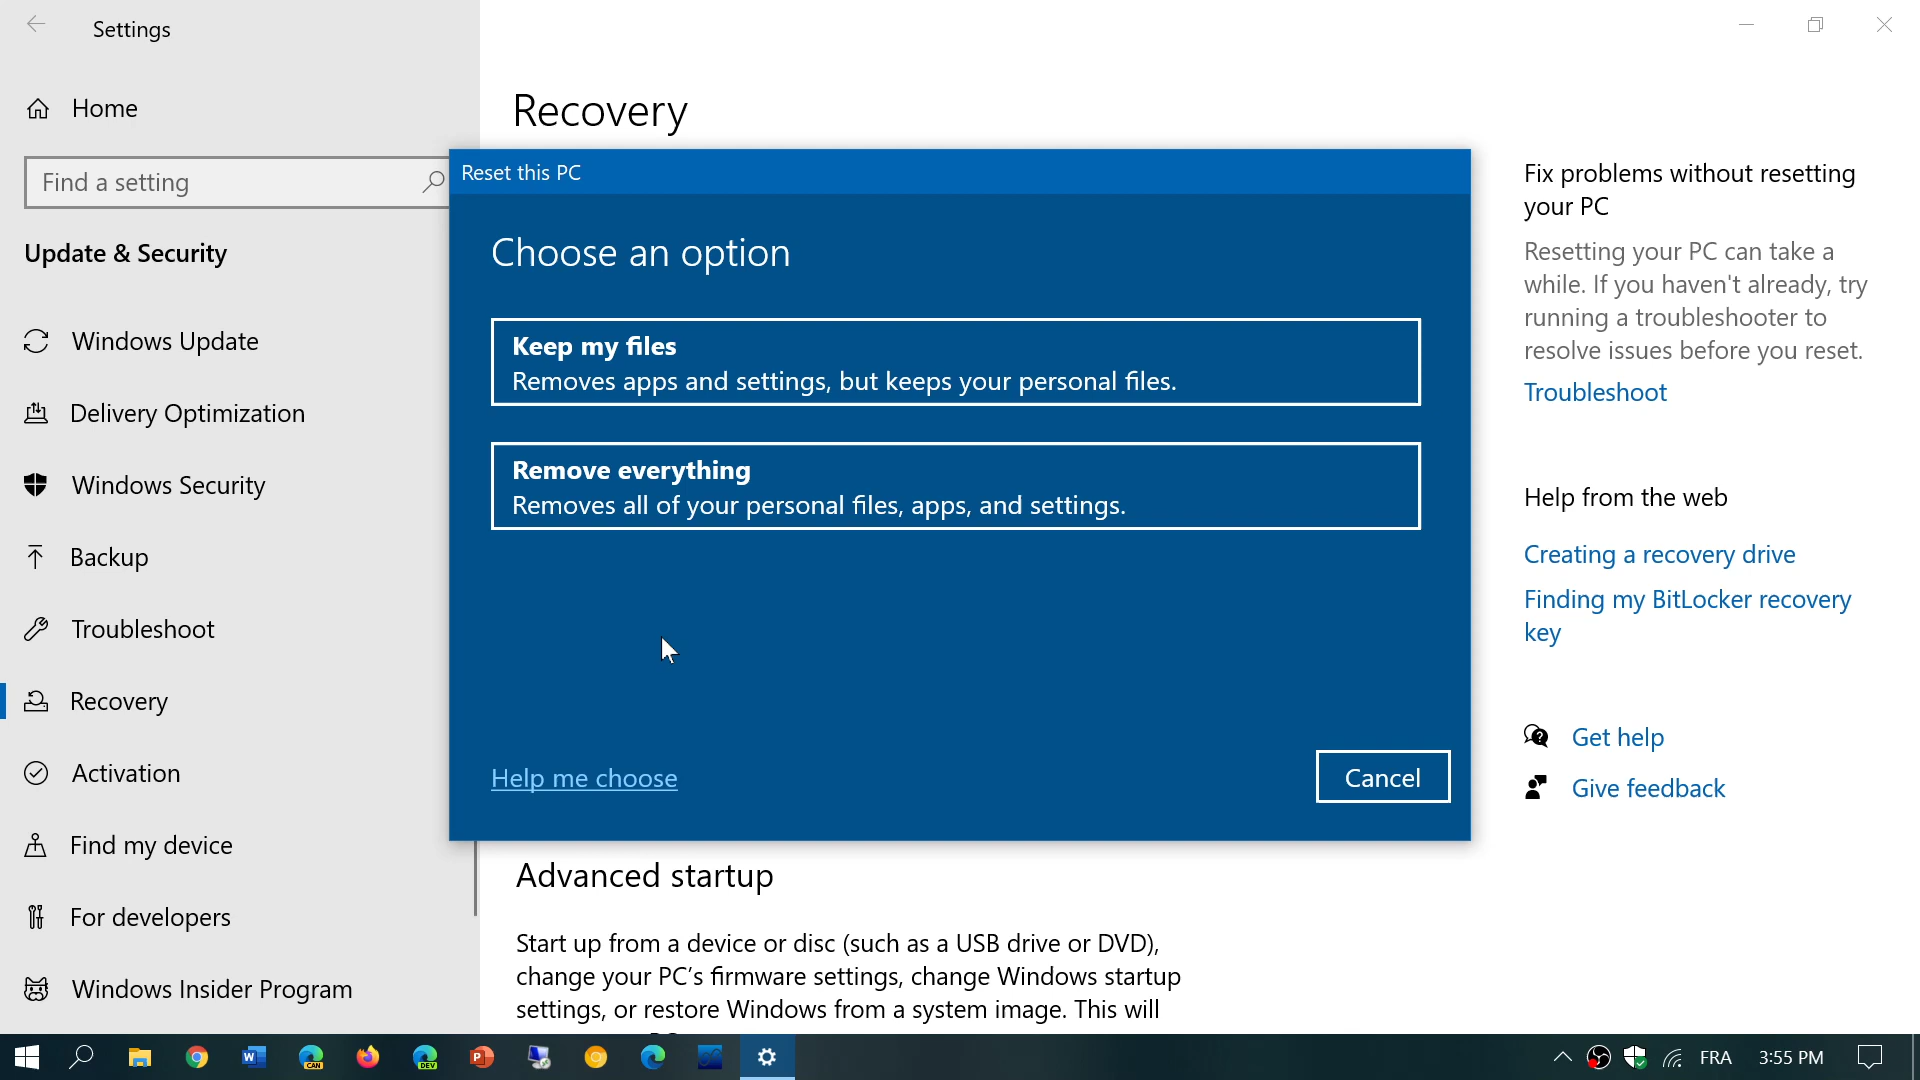 Settings
Home
Find a setting
Update & Security
Windows Update
Delivery Optimization
Windows Security
Backup
Troubleshoot
Recovery
Activation
Find my device
For developers
Windows Insider Program
Recovery
Reset this PC
Choose an option
Keep my files
Removes apps and settings, but keeps your personal files.
Remove everything
Removes all of your personal files, apps, and settings.
Help me choose
Cancel
Advanced startup
Start up from a device or disc (such as a USB drive or DVD),
change your PC's firmware settings, change Windows startup
settings, or restore Windows from a system image. This will
Fix problems without resetting
your PC
Resetting your PC can take a
while. If you haven't already, try
running a troubleshooter to
resolve issues before you reset.
Troubleshoot
Help from the web
Creating a recovery drive
Finding my BitLocker recovery
key
Get help
Give feedback
CAN
DEV
FRA
3:55 PM